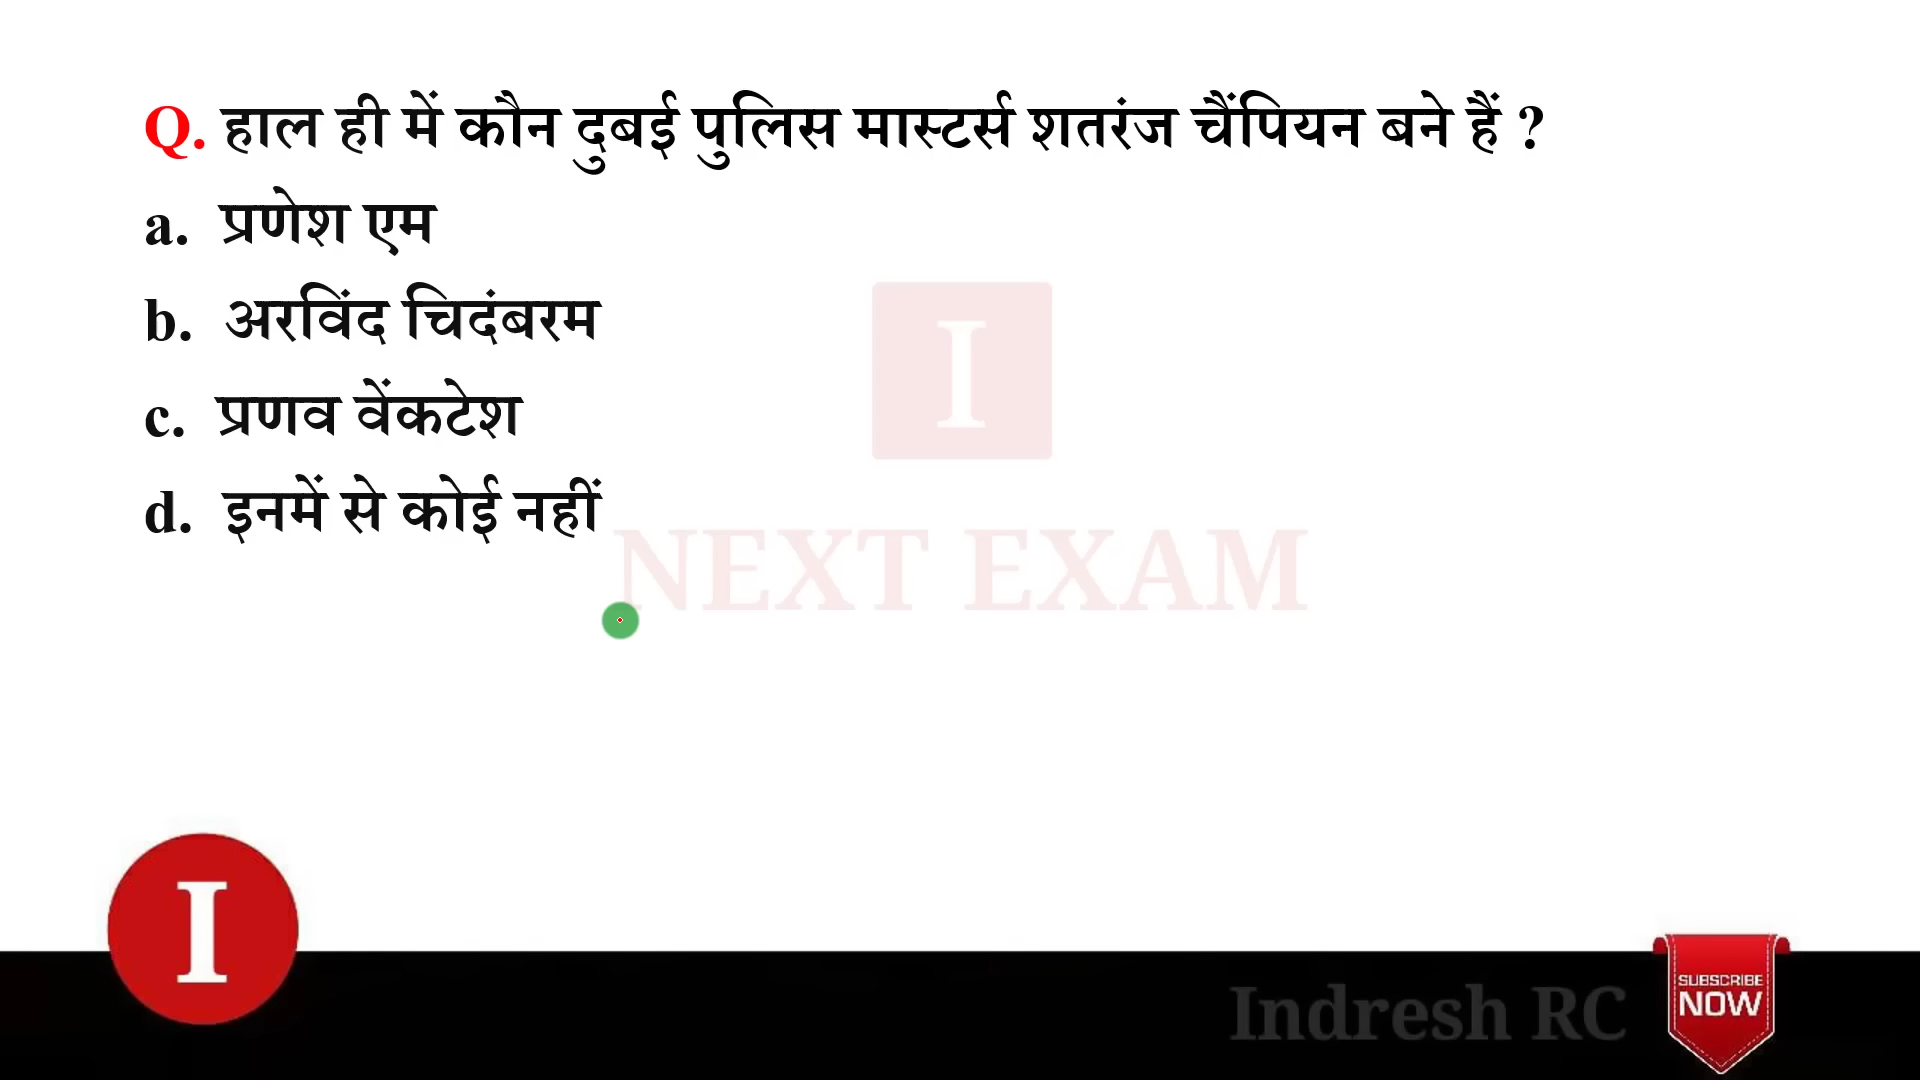 Q. हाल ही में कौन दुबई पुलिस मास्टर्स शतरंज चैंपियन बने हैं ?
a. प्रणेश एम
b. अरविंद चिदंबरम
c. प्रणव वेंकटेश
d. इनमें से कोई नहीं
I
NEXT EXAM
I
Indresh RC
SUBSCRIBE
NOW